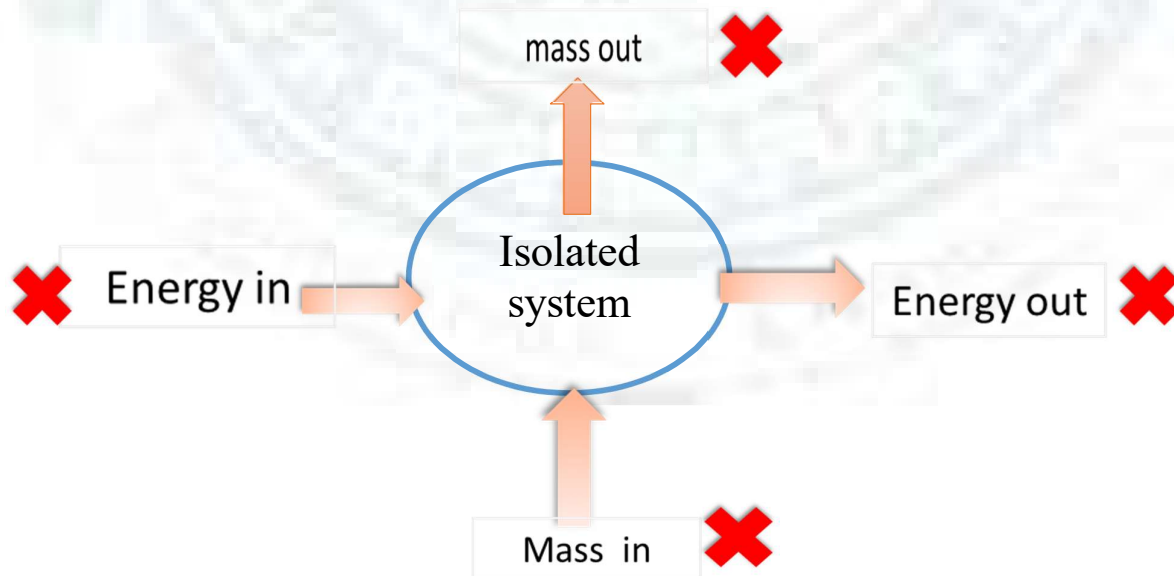 mass out
Isolated
system
Energy in
Energy out
Mass in